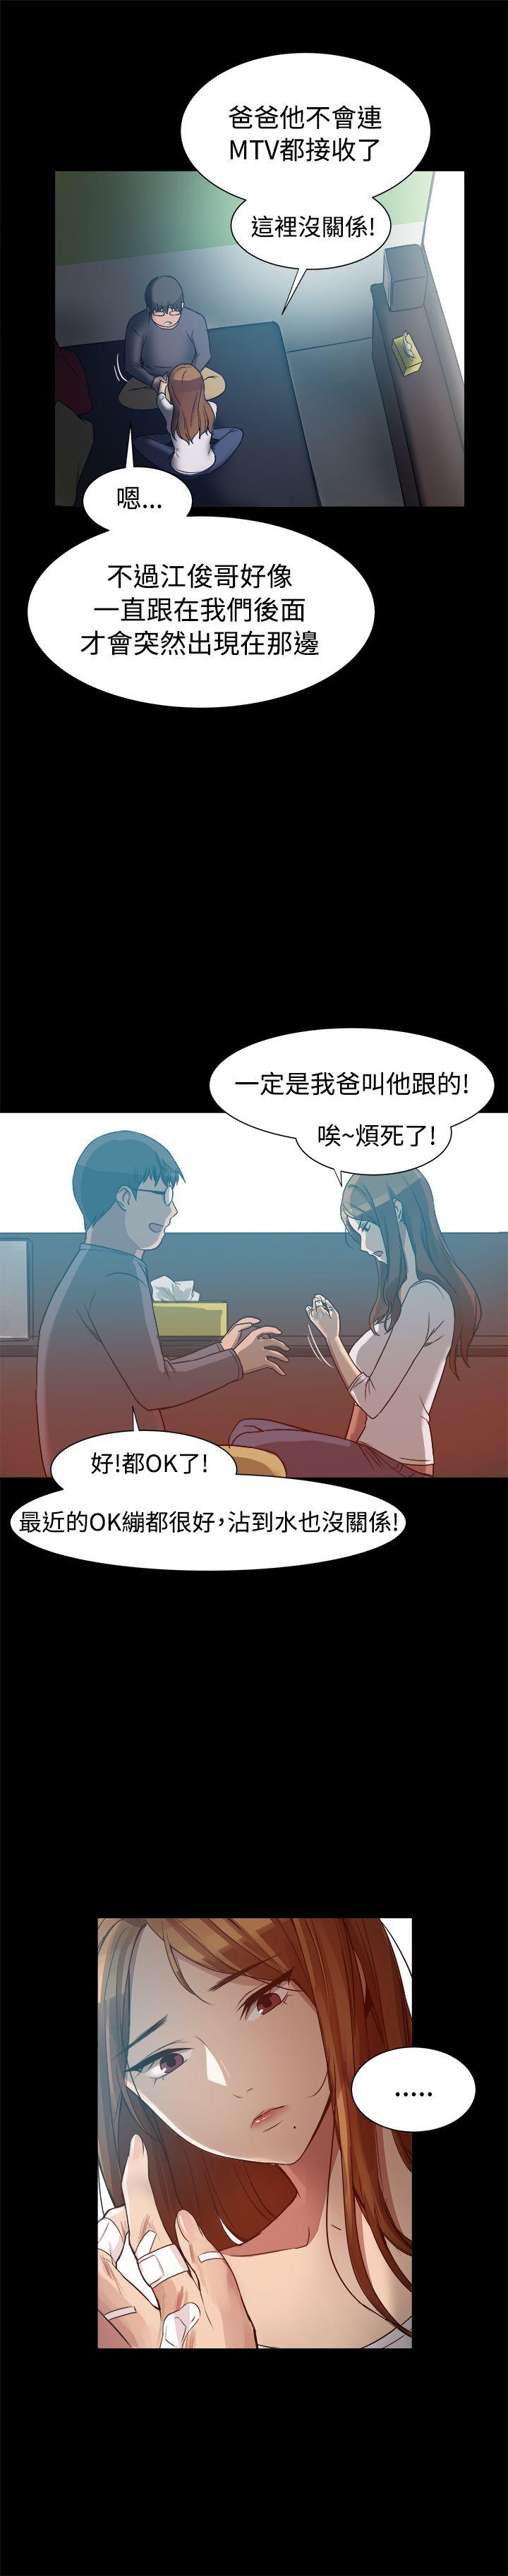 爸爸他不會連
MTV都接收了
這裡沒關係!
嗯...
不過江俊哥好像
一直跟在我們後面
才會突然出現在那邊
一定是我爸叫他跟的!
唉~煩死了!
好!都OK了!
最近的OK繃都很好,沾到水也沒關係!
.....